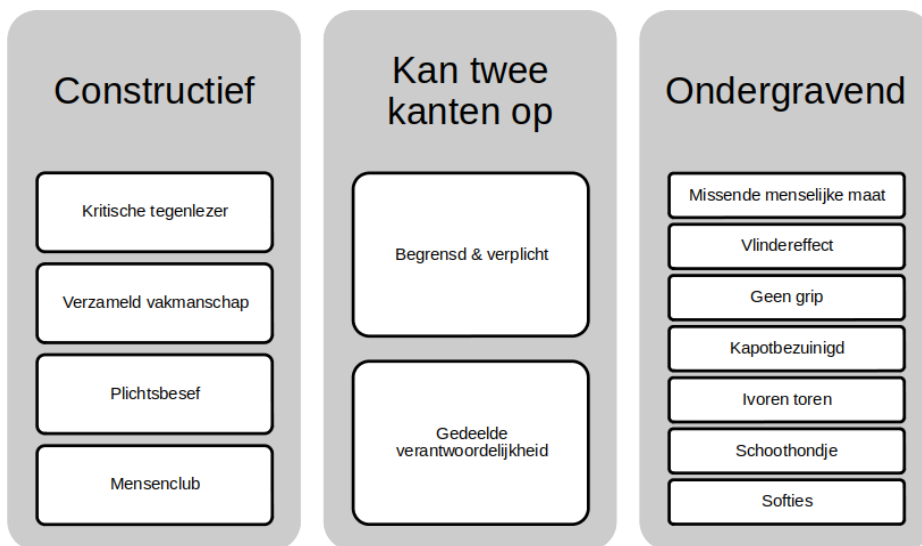 Constructief
Kritische tegenlezer
Verzameld vakmanschap
Plichtsbesef
Mensenclub
Kan twee
kanten op
Begrensd & verplicht
Gedeelde
verantwoordelijkheid
Ondergravend
Missende menselijke maat
Vlindereffect
Geen grip
Kapotbezuinigd
Ivoren toren
Schoothondje
Softies